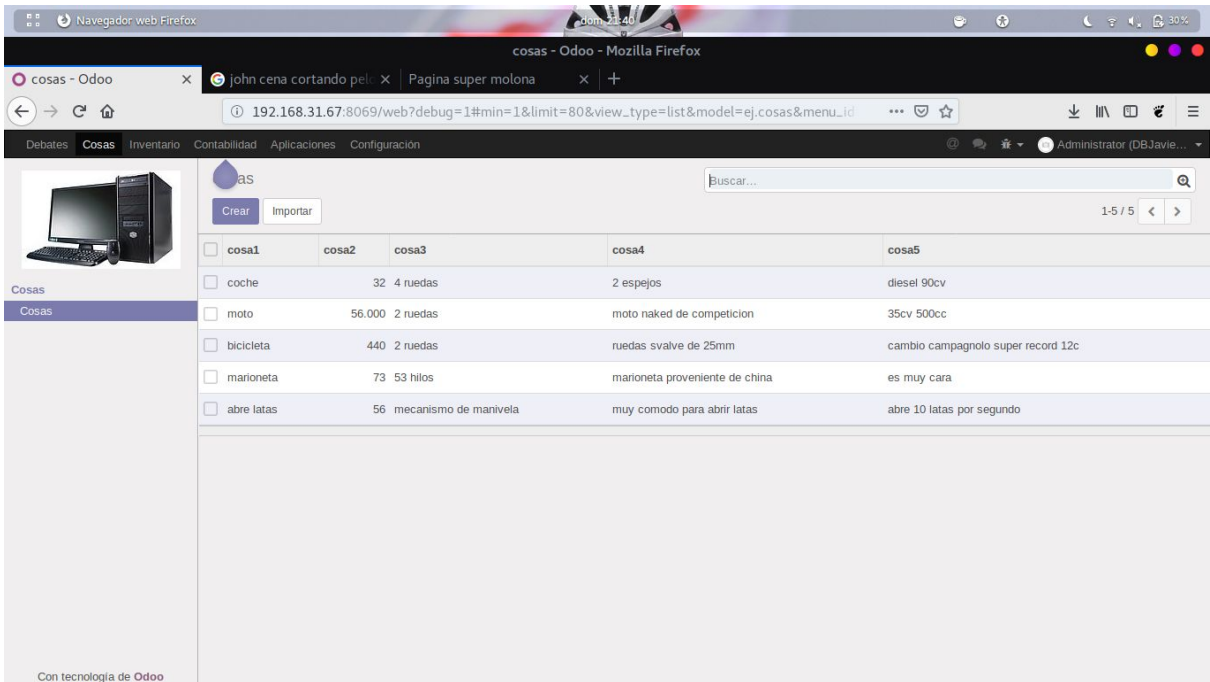 Navegador web Firefox
dom, 21:40
30%
cosas - Odoo - Mozilla Firefox
cosas - Odoo
john cena cortando pelo
Pagina super molona
192.168.31.67:8069/web?debug=1#min=1&limit=80&view_type=list&model=ej.cosas&menu_id
Debates Cosas Inventario Contabilidad Aplicaciones Configuración
Administrator (DBJavie...
as
Buscar...
Crear Importar
1-5 / 5
Cosas
Cosas
cosa1 cosa2 cosa3 cosa4 cosa5
coche 32 4 ruedas 2 espejos diesel 90cv
moto 56.000 2 ruedas moto naked de competicion 35cv 500cc
bicicleta 440 2 ruedas ruedas svalve de 25mm cambio campagnolo super record 12c
marioneta 73 53 hilos marioneta proveniente de china es muy cara
abre latas 56 mecanismo de manivela muy comodo para abrir latas abre 10 latas por segundo
Con tecnología de Odoo